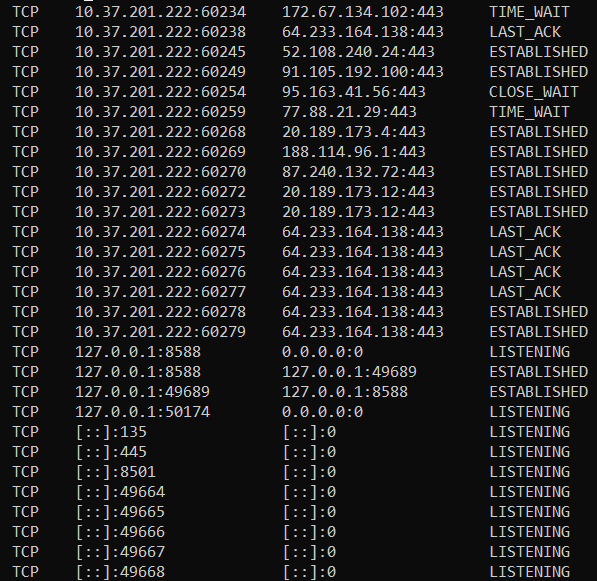 TCP 10.37.201.222:60234 172.67.134.102:443 TIME_WAIT
TCP 10.37.201.222:60238 64.233.164.138:443 LAST_ACK
TCP 10.37.201.222:60245 52.108.240.24:443 ESTABLISHED
TCP 10.37.201.222:60249 91.105.192.100:443 ESTABLISHED
TCP 10.37.201.222:60254 95.163.41.56:443 CLOSE_WAIT
TCP 10.37.201.222:60259 77.88.21.29:443 TIME_WAIT
TCP 10.37.201.222:60268 20.189.173.4:443 ESTABLISHED
TCP 10.37.201.222:60269 188.114.96.1:443 ESTABLISHED
TCP 10.37.201.222:60270 87.240.132.72:443 ESTABLISHED
TCP 10.37.201.222:60272 20.189.173.12:443 ESTABLISHED
TCP 10.37.201.222:60273 20.189.173.12:443 ESTABLISHED
TCP 10.37.201.222:60274 64.233.164.138:443 LAST_ACK
TCP 10.37.201.222:60275 64.233.164.138:443 LAST_ACK
TCP 10.37.201.222:60276 64.233.164.138:443 LAST_ACK
TCP 10.37.201.222:60277 64.233.164.138:443 LAST_ACK
TCP 10.37.201.222:60278 64.233.164.138:443 ESTABLISHED
TCP 10.37.201.222:60279 64.233.164.138:443 ESTABLISHED
TCP 127.0.0.1:8588 0.0.0.0:0 LISTENING
TCP 127.0.0.1:8588 127.0.0.1:49689 ESTABLISHED
TCP 127.0.0.1:49689 127.0.0.1:8588 ESTABLISHED
TCP 127.0.0.1:50174 0.0.0.0:0 LISTENING
TCP [::]:135 [::]:0 LISTENING
TCP [::]:445 [::]:0 LISTENING
TCP [::]:8501 [::]:0 LISTENING
TCP [::]:49664 [::]:0 LISTENING
TCP [::]:49665 [::]:0 LISTENING
TCP [::]:49666 [::]:0 LISTENING
TCP [::]:49667 [::]:0 LISTENING
TCP [::]:49668 [::]:0 LISTENING